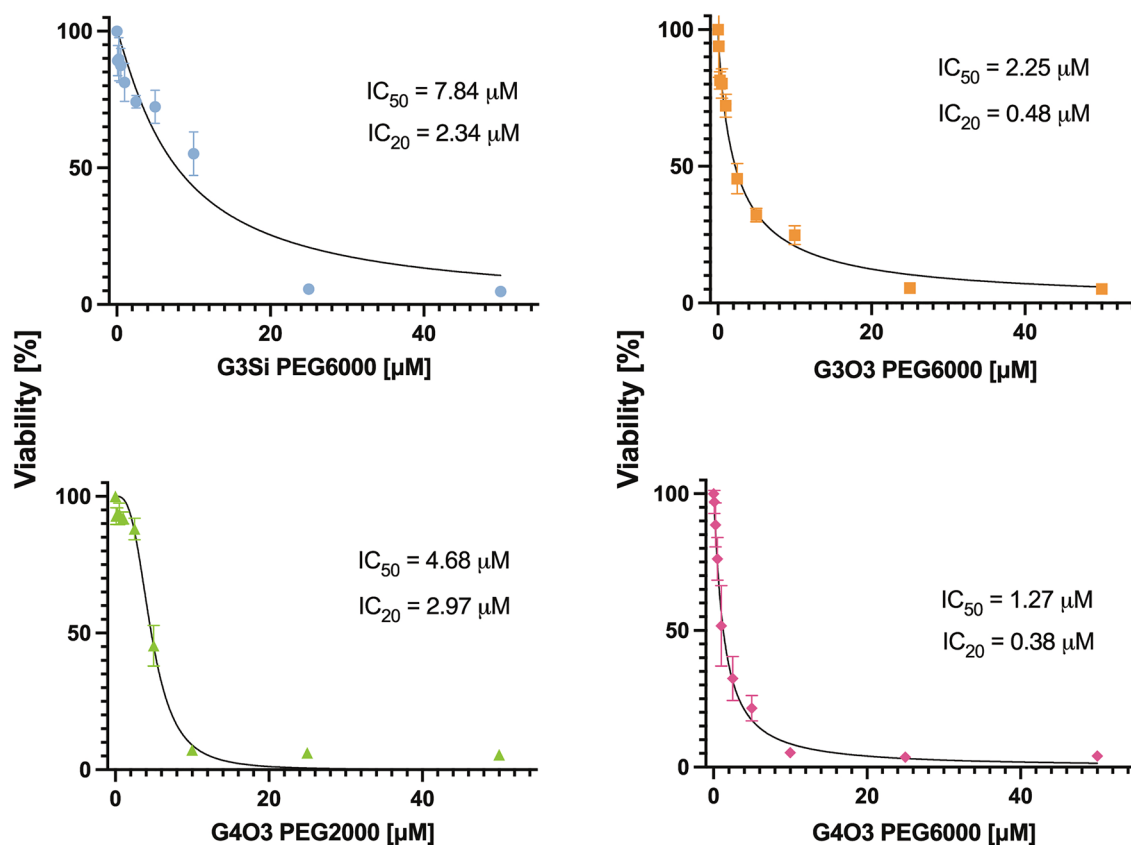 100
50
0
0 20 40
IC50 = 7.84 μM
IC20 = 2.34 μM
G3Si PEG6000 [μM]
100
50
0
0 20 40
IC50 = 2.25 μM
IC20 = 0.48 μM
G3O3 PEG6000 [μM]
Viability [%]
Viability [%]
100
50
0
0 20 40
IC50 = 4.68 μM
IC20 = 2.97 μM
G4O3 PEG2000 [μM]
100
50
0
0 20 40
IC50 = 1.27 μM
IC20 = 0.38 μM
G4O3 PEG6000 [μM]